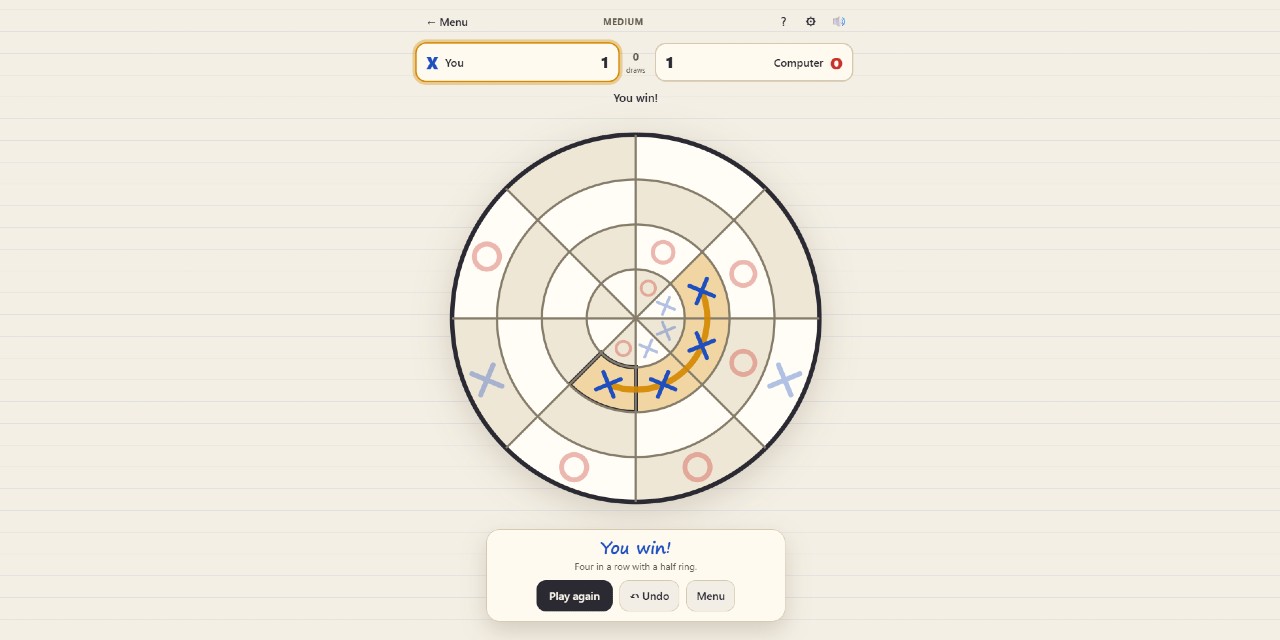 ← Menu MEDIUM ?
X You 1 0 draws 1 Computer O
You win!
You win!
Four in a row with a half ring.
Play again Undo Menu